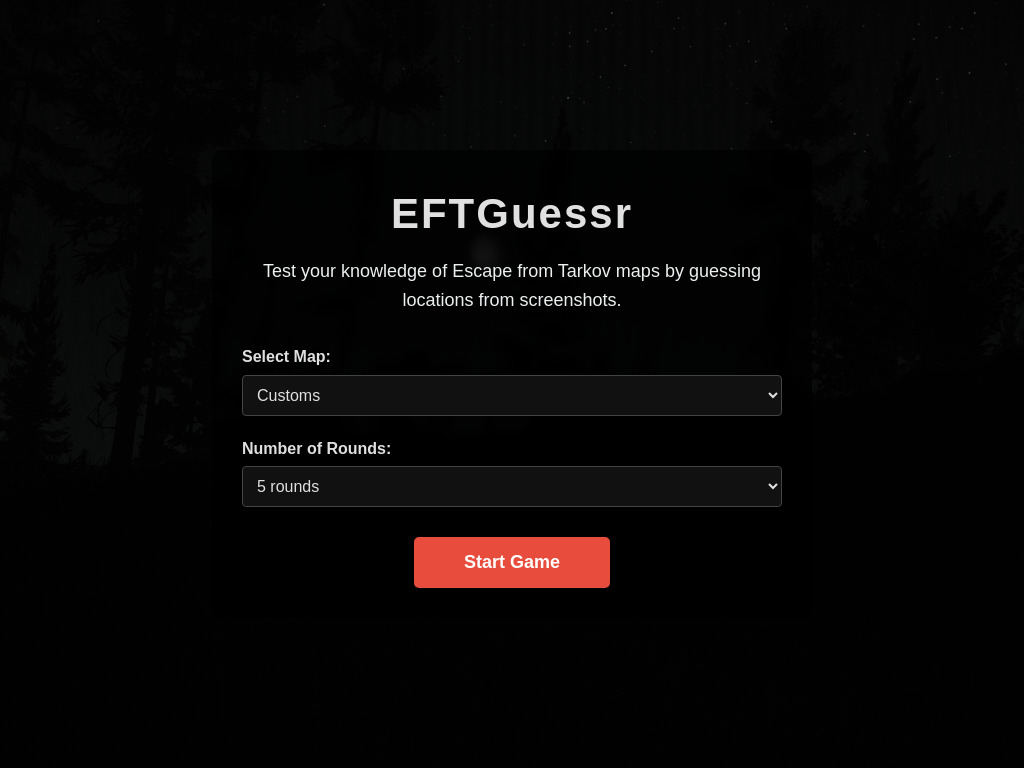 EFTGuessr
Test your knowledge of Escape from Tarkov maps by guessing
locations from screenshots.
Select Map:
Customs
Number of Rounds:
5 rounds
Start Game